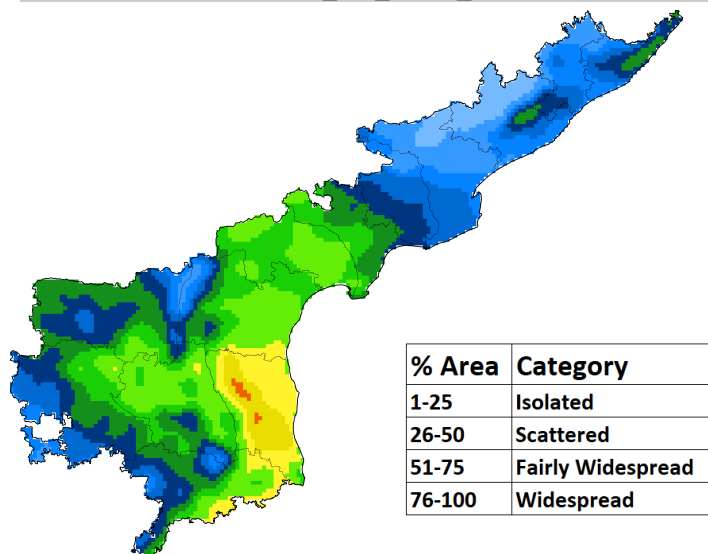 % Area Category
1-25 Isolated
26-50 Scattered
51-75 Fairly Widespread
76-100 Widespread